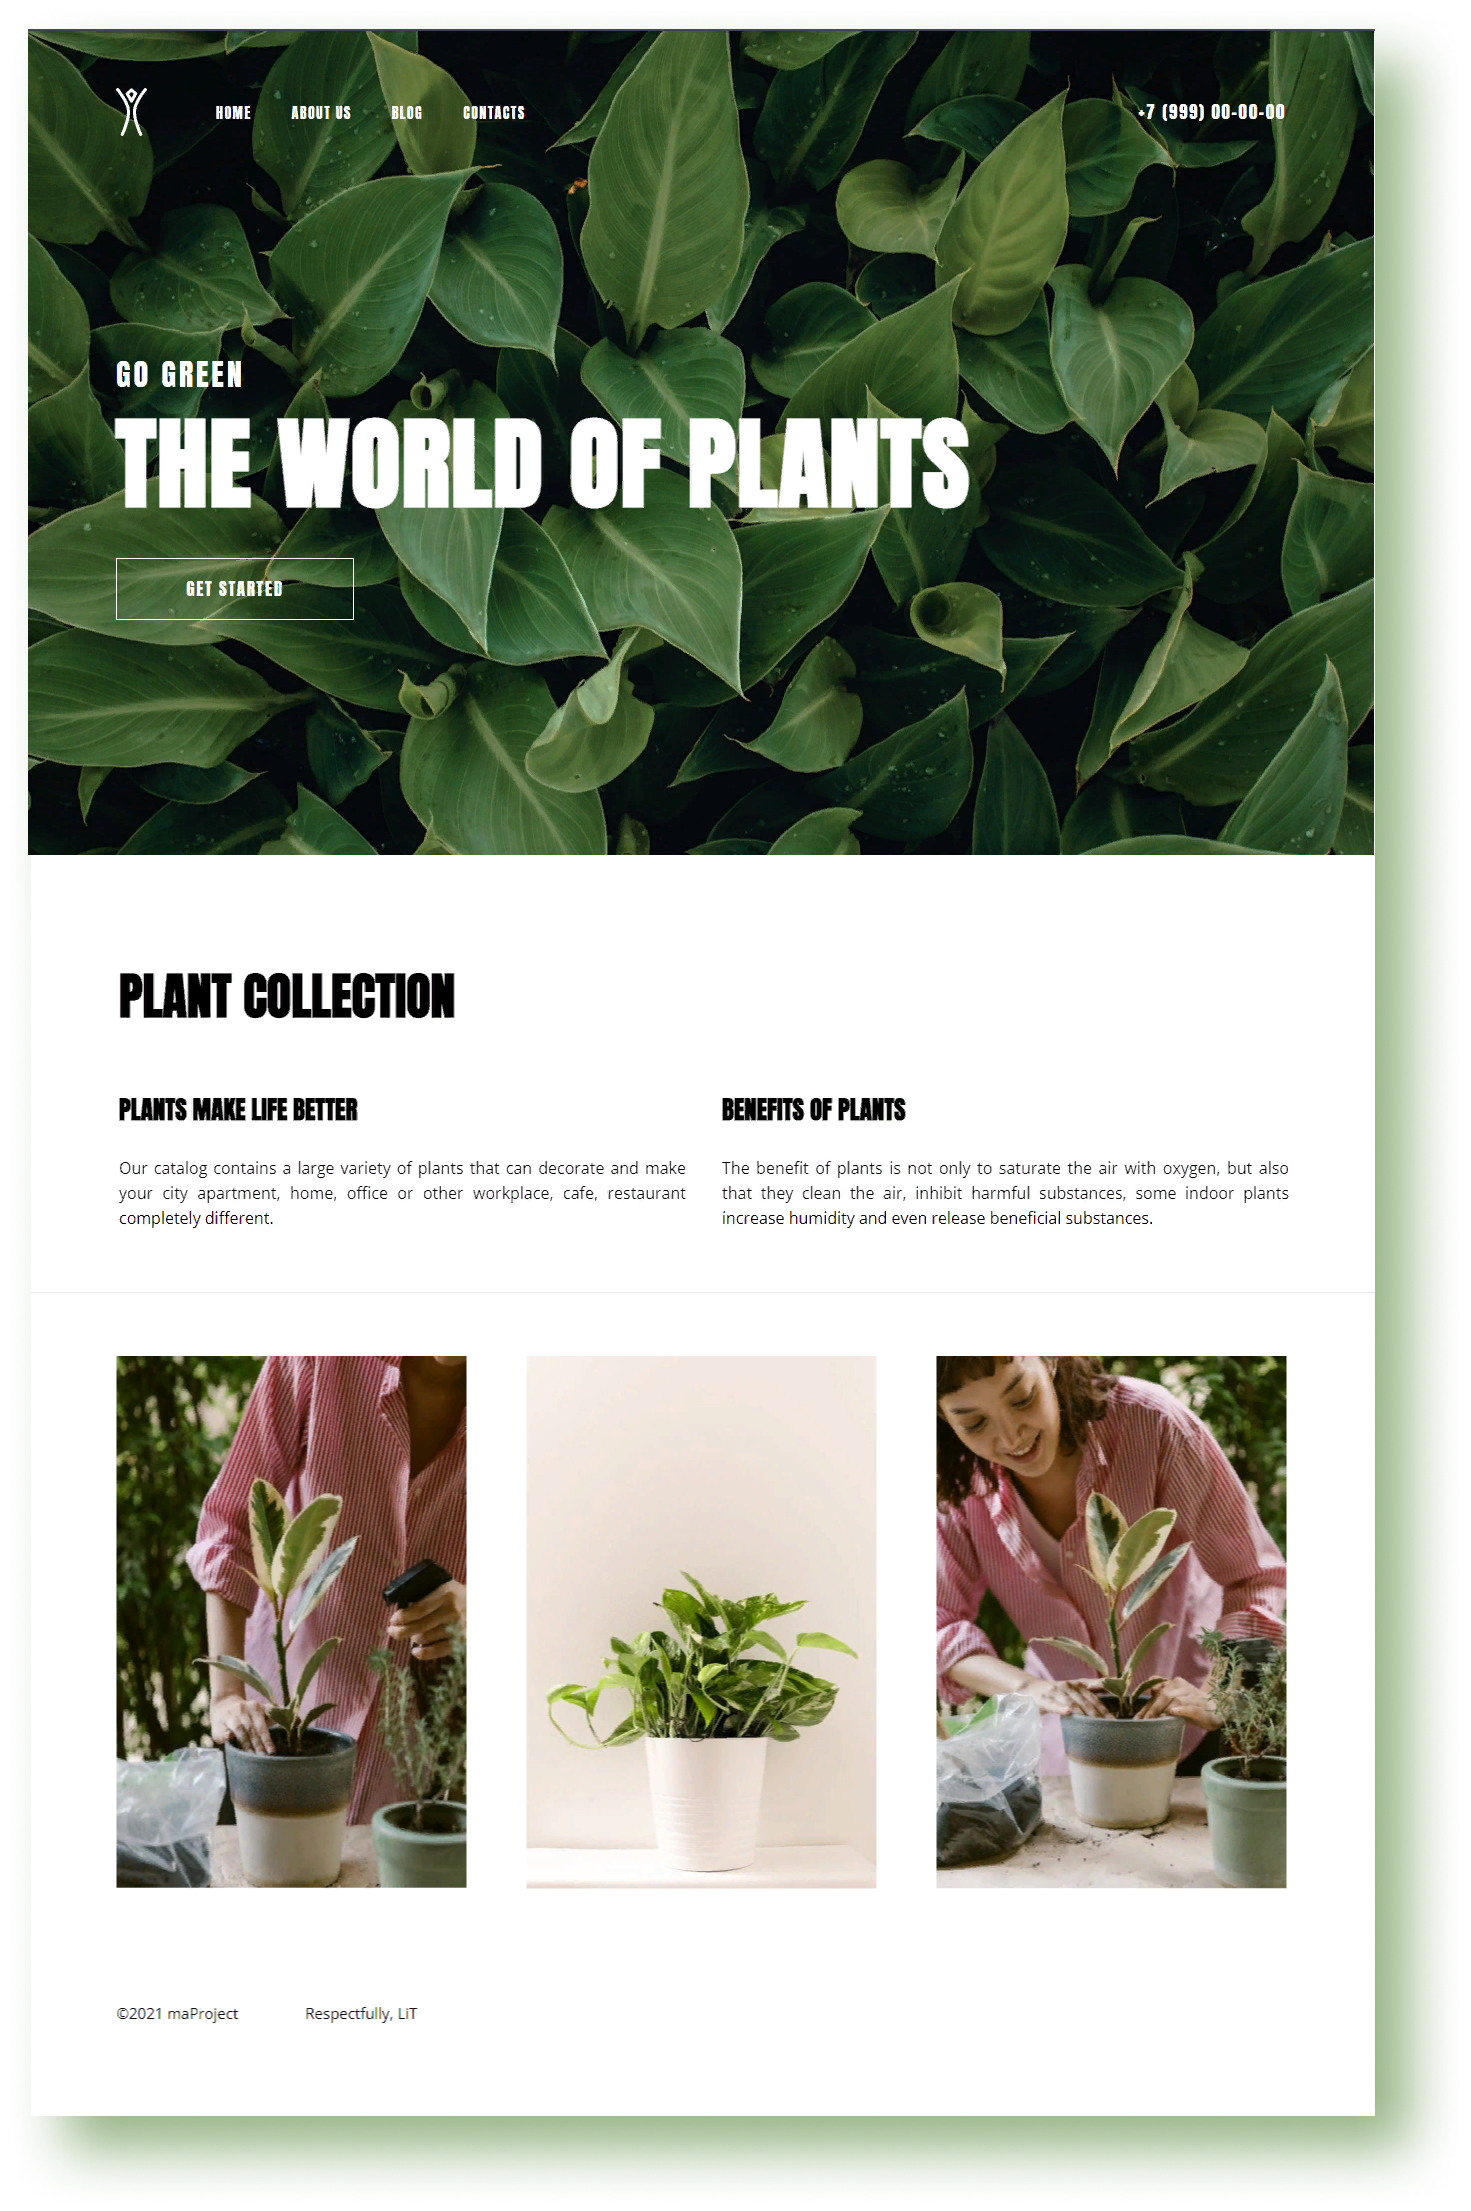 HOME ABOUT US BLOG CONTACTS +7 (999) 00-00-00
GO GREEN
THE WORLD OF PLANTS
GET STARTED
PLANT COLLECTION
PLANTS MAKE LIFE BETTER
Our catalog contains a large variety of plants that can decorate and make
your city apartment, home, office or other workplace, cafe, restaurant
completely different.
BENEFITS OF PLANTS
The benefit of plants is not only to saturate the air with oxygen, but also
that they clean the air, inhibit harmful substances, some indoor plants
increase humidity and even release beneficial substances.
©2021 maProject Respectfully, LiT